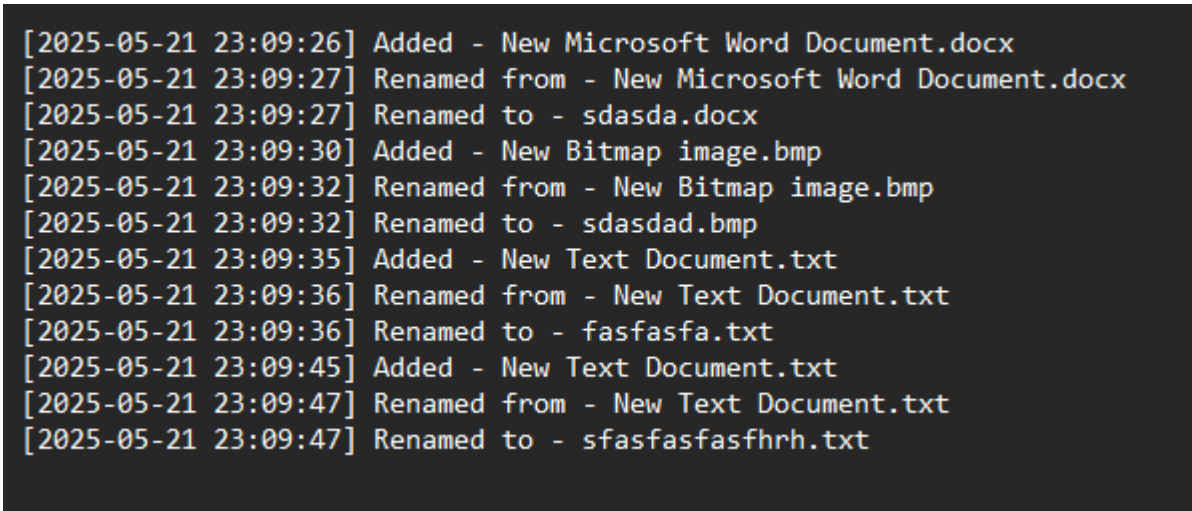 [2025-05-21 23:09:26] Added - New Microsoft Word Document.docx
[2025-05-21 23:09:27] Renamed from - New Microsoft Word Document.docx
[2025-05-21 23:09:27] Renamed to - sdasda.docx
[2025-05-21 23:09:30] Added - New Bitmap image.bmp
[2025-05-21 23:09:32] Renamed from - New Bitmap image.bmp
[2025-05-21 23:09:32] Renamed to - sdasdad.bmp
[2025-05-21 23:09:35] Added - New Text Document.txt
[2025-05-21 23:09:36] Renamed from - New Text Document.txt
[2025-05-21 23:09:36] Renamed to - fasfasfa.txt
[2025-05-21 23:09:45] Added - New Text Document.txt
[2025-05-21 23:09:47] Renamed from - New Text Document.txt
[2025-05-21 23:09:47] Renamed to - sfasfasfasfhrh.txt